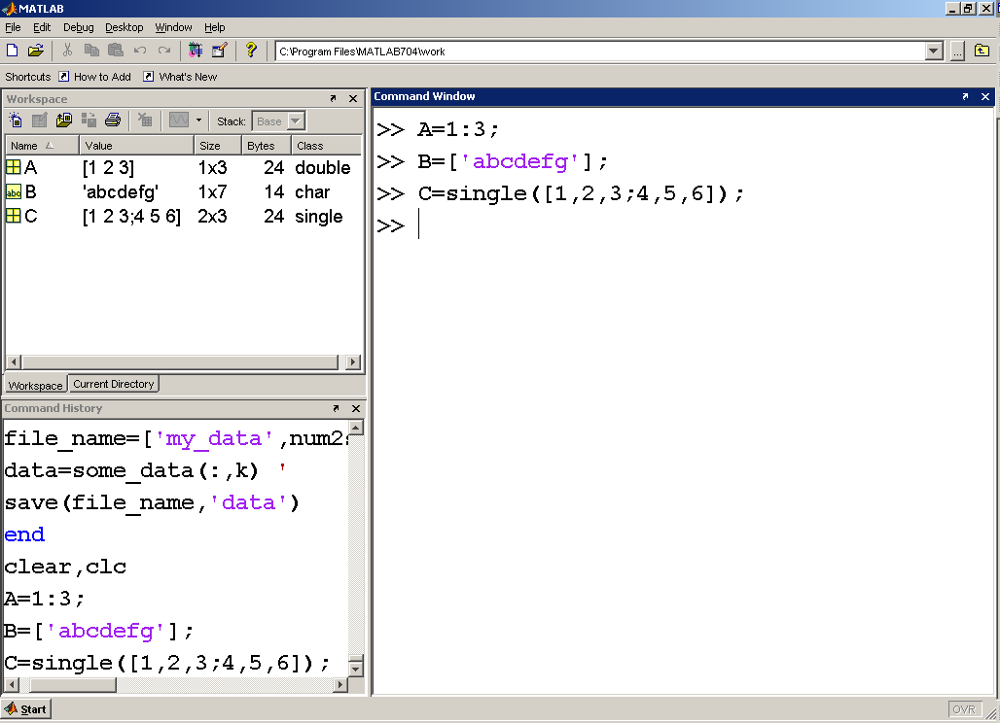 MATLAB
File Edit Debug Desktop Window Help
C:\Program Files\MATLAB704\work ...
Shortcuts How to Add What's New
Workspace
Stack: Base
Name Value Size Bytes Class
A [1 2 3] 1x3 24 double
abc B 'abcdefg' 1x7 14 char
C [1 2 3;4 5 6] 2x3 24 single
Workspace Current Directory
Command History
file_name=['my_data',num2s
data=some_data(:,k) '
save(file_name,'data')
end
clear,clc
A=1:3;
B=['abcdefg'];
C=single([1,2,3;4,5,6]);
Command Window
>> A=1:3;
>> B=['abcdefg'];
>> C=single([1,2,3;4,5,6]);
>>
Start
OVR